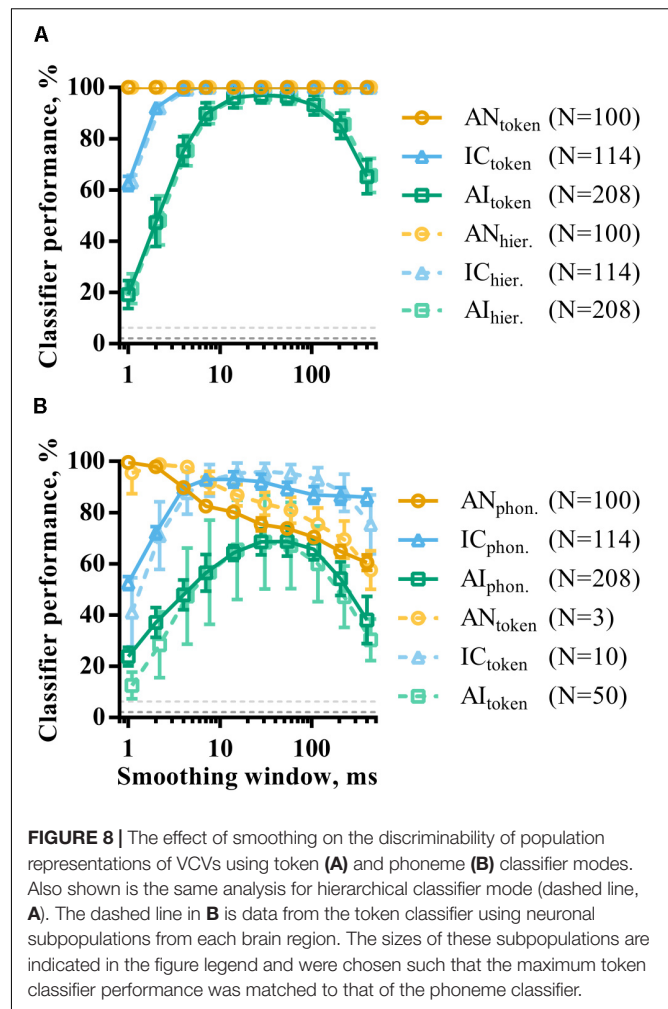 A
Classifier performance, %
100
80
60
40
20
0
1
10
100
AN token (N=100)
IC token (N=114)
AI token (N=208)
AN hier. (N=100)
IC hier. (N=114)
AI hier. (N=208)
B
Classifier performance, %
100
80
60
40
20
0
1
10
100
Smoothing window, ms
AN phon. (N=100)
IC phon. (N=114)
AI phon. (N=208)
AN token (N=3)
IC token (N=10)
AI token (N=50)
FIGURE 8 | The effect of smoothing on the discriminability of population
representations of VCVs using token (A) and phoneme (B) classifier modes.
Also shown is the same analysis for hierarchical classifier mode (dashed line,
A). The dashed line in B is data from the token classifier using neuronal
subpopulations from each brain region. The sizes of these subpopulations are
indicated in the figure legend and were chosen such that the maximum token
classifier performance was matched to that of the phoneme classifier.